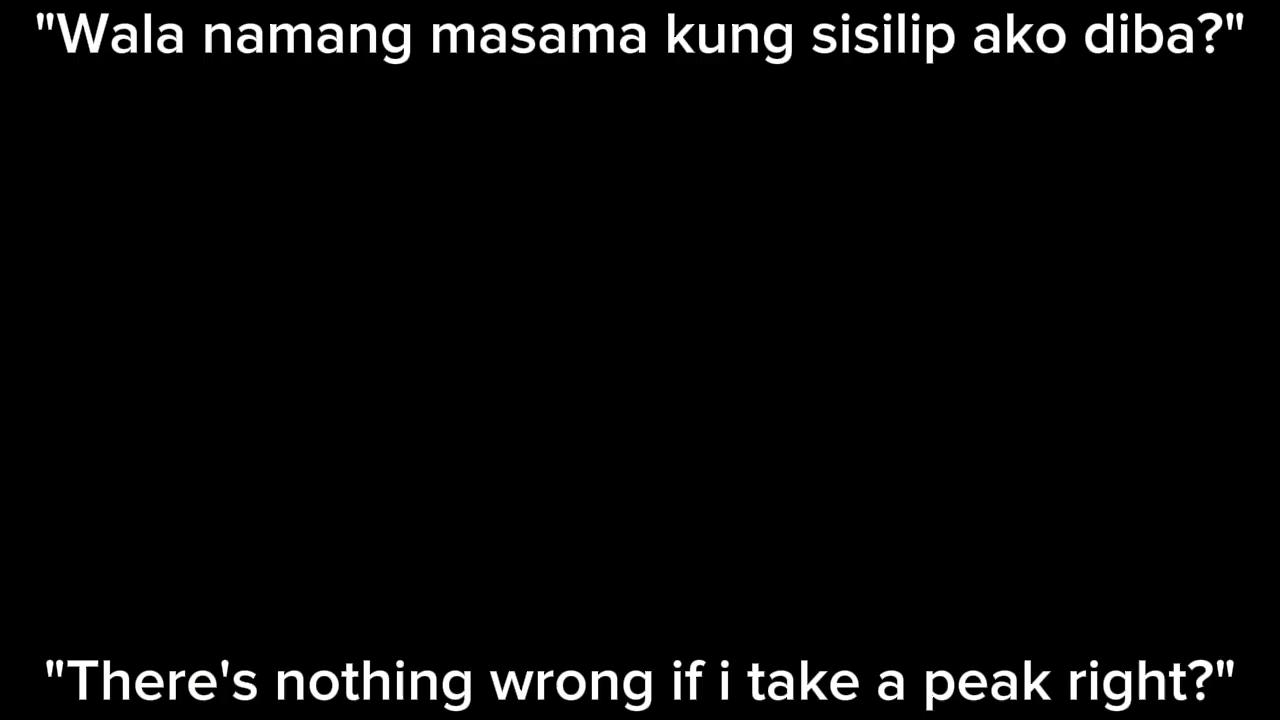 "Wala namang masama kung sisilip ako diba?"
"There's nothing wrong if i take a peak right?"